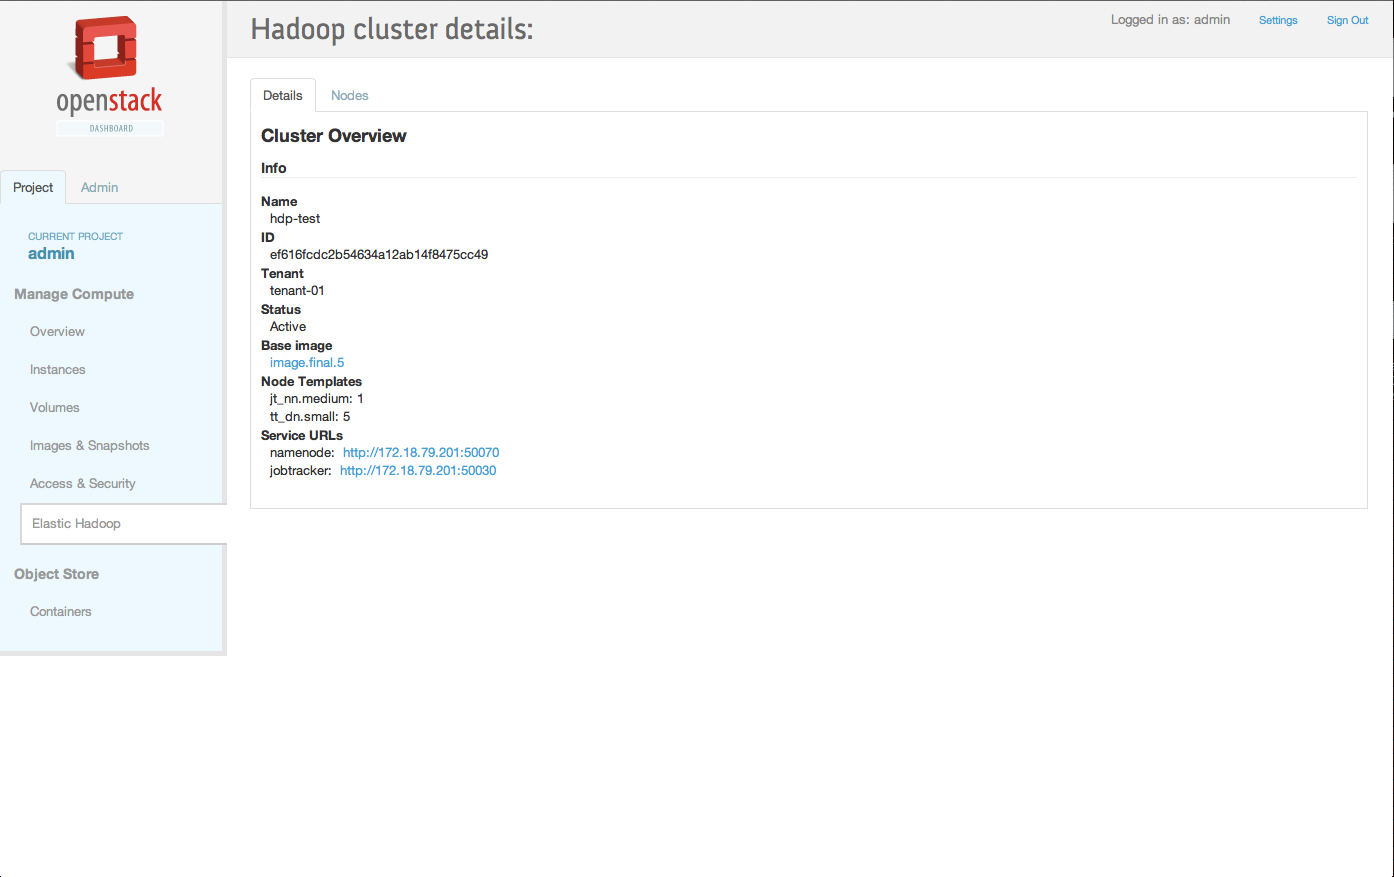 openstack
DASHBOARD
Project Admin
CURRENT PROJECT
admin
Manage Compute
Overview
Instances
Volumes
Images & Snapshots
Access & Security
Elastic Hadoop
Object Store
Containers
Hadoop cluster details:
Logged in as: admin Settings Sign Out
Details Nodes
Cluster Overview
Info
Name
hdp-test
ID
ef616fcdc2b54634a12ab14f8475cc49
Tenant
tenant-01
Status
Active
Base image
image.final.5
Node Templates
jt_nn.medium: 1
tt_dn.small: 5
Service URLs
namenode: http://172.18.79.201:50070
jobtracker: http://172.18.79.201:50030